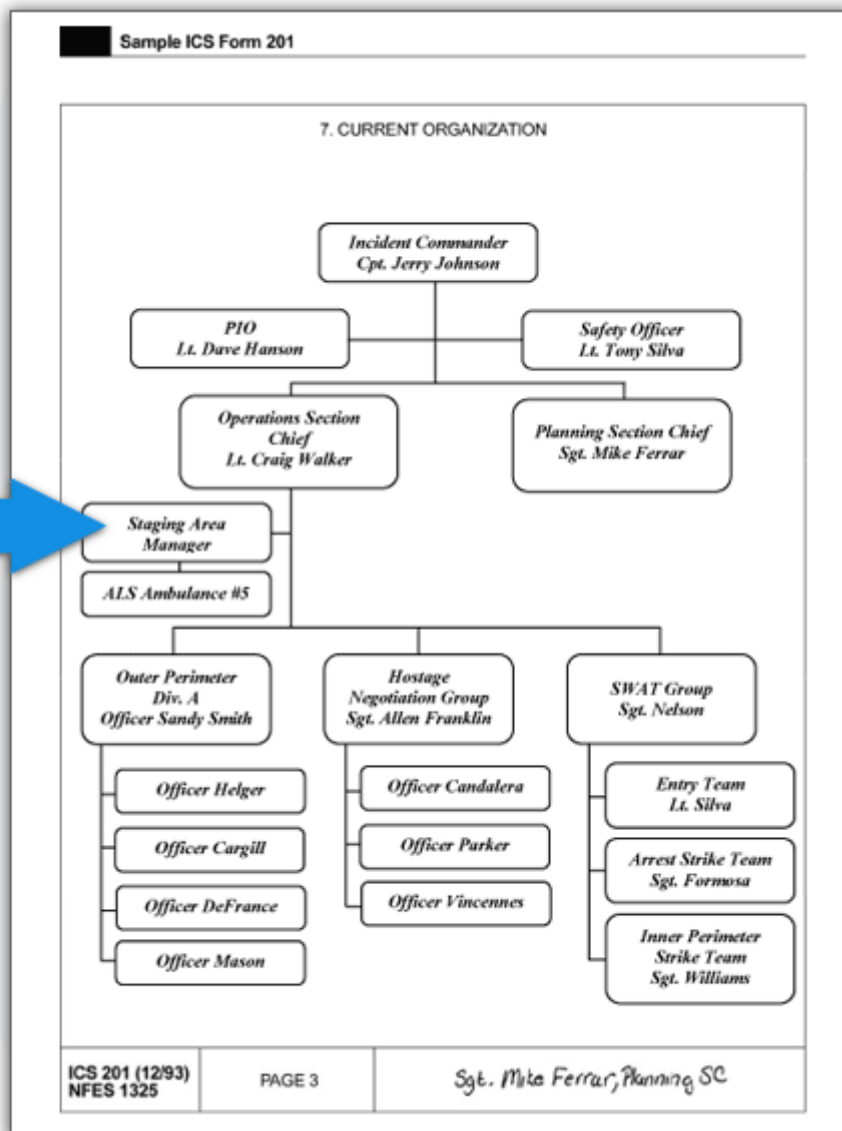 Sample ICS Form 201
7. CURRENT ORGANIZATION
Incident Commander
Cpt. Jerry Johnson
PIO
Lt. Dave Hanson
Safety Officer
Lt. Tony Silva
Operations Section
Chief
Lt. Craig Walker
Planning Section Chief
Sgt. Mike Ferrar
Staging Area
Manager
ALS Ambulance #5
Outer Perimeter
Div. A
Officer Sandy Smith
Hostage
Negotiation Group
Sgt. Allen Franklin
SWAT Group
Sgt. Nelson
Officer Helger
Officer Cargill
Officer DeFrance
Officer Mason
Officer Candalera
Officer Parker
Officer Vincennes
Entry Team
Lt. Silva
Arrest Strike Team
Sgt. Formosa
Inner Perimeter
Strike Team
Sgt. Williams
ICS 201 (12/93)
NFES 1325
PAGE 3
Sgt. Mike Ferrar, Planning SC